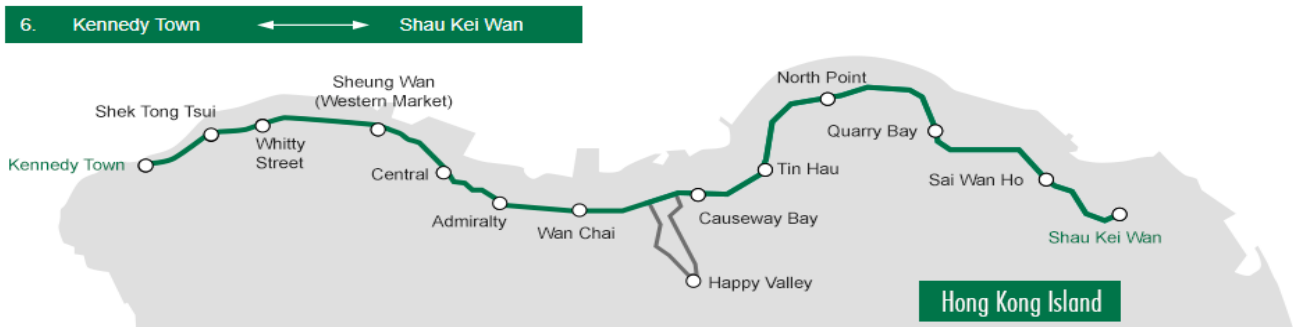 6. Kennedy Town Shau Kei Wan
Sheung Wan
(Western Market)
North Point
Shek Tong Tsui
Whitty
Street
Quarry Bay
Kennedy Town
Central
Tin Hau
Sai Wan Ho
Admiralty
Wan Chai
Causeway Bay
Shau Kei Wan
Happy Valley
Hong Kong Island